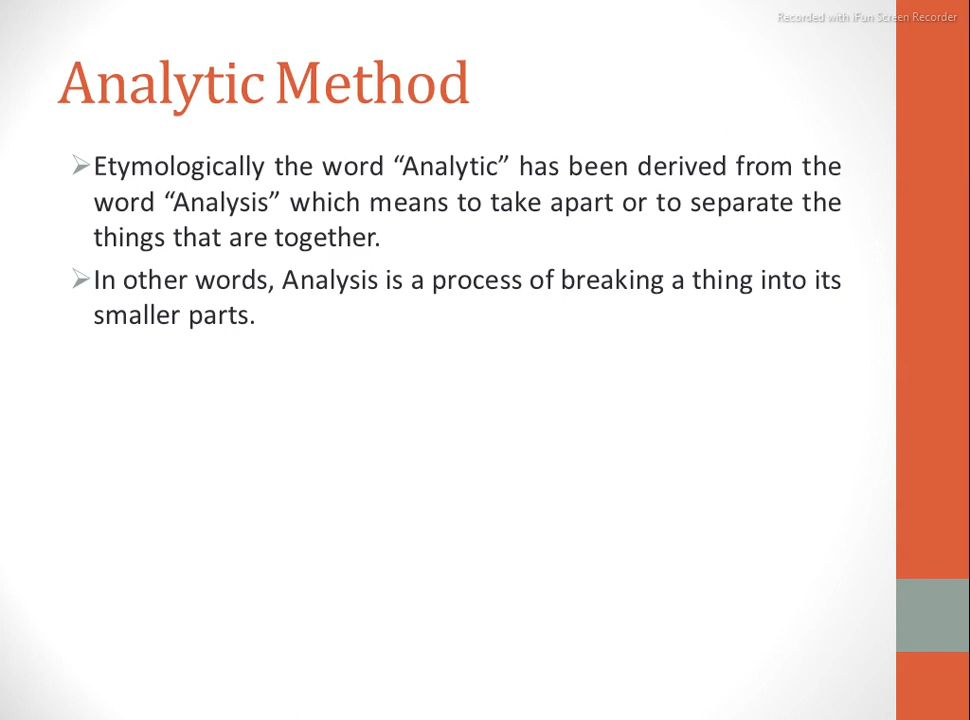 Recorded with iFun Screen Recorder
Analytic Method
➢Etymologically the word “Analytic” has been derived from the
word “Analysis” which means to take apart or to separate the
things that are together.
➢In other words, Analysis is a process of breaking a thing into its
smaller parts.